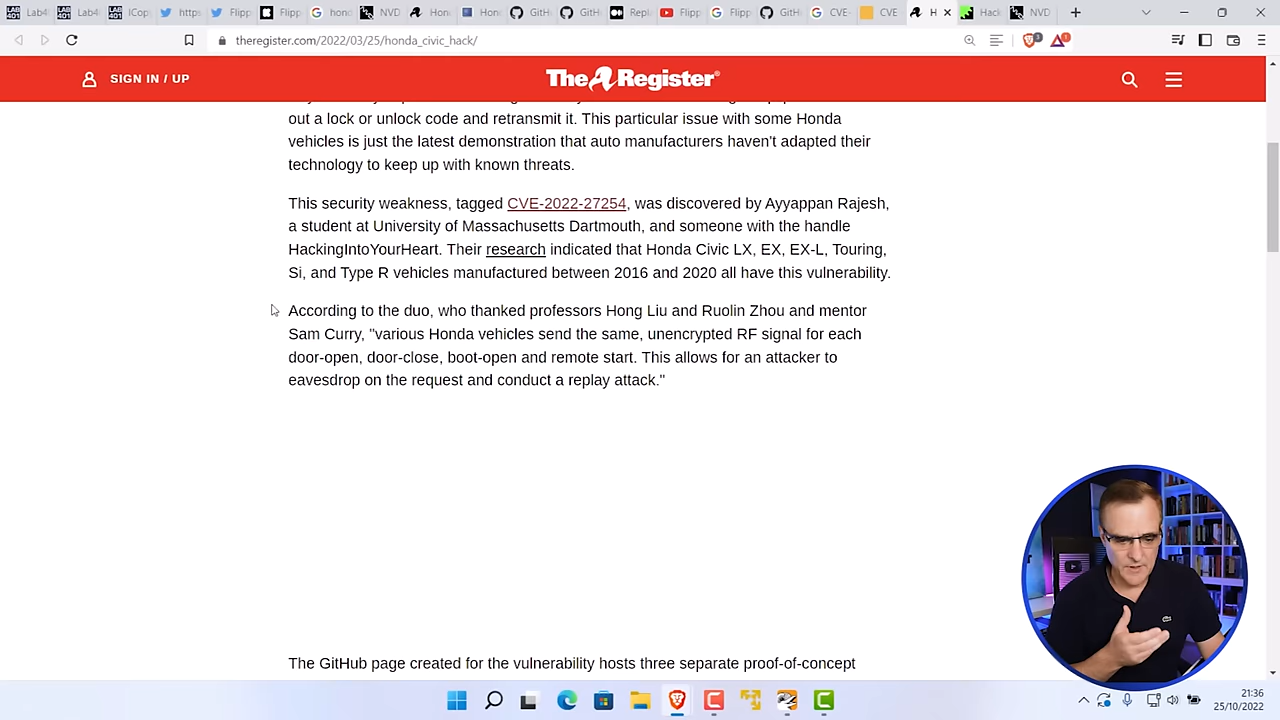 Lab4
Lab4
ICop
https
Flipp
Flipp
hond
NVD
Hon
Hond
GitH
GitH
Repl
Flipp
Flipp
GitH
CVE-
CVE
H
Hack
NVD
theregister.com/2022/03/25/honda_civic_hack/
SIGN IN / UP
The Register
out a lock or unlock code and retransmit it. This particular issue with some Honda
vehicles is just the latest demonstration that auto manufacturers haven't adapted their
technology to keep up with known threats.
This security weakness, tagged CVE-2022-27254, was discovered by Ayyappan Rajesh,
a student at University of Massachusetts Dartmouth, and someone with the handle
HackingIntoYourHeart. Their research indicated that Honda Civic LX, EX, EX-L, Touring,
Si, and Type R vehicles manufactured between 2016 and 2020 all have this vulnerability.
According to the duo, who thanked professors Hong Liu and Ruolin Zhou and mentor
Sam Curry, "various Honda vehicles send the same, unencrypted RF signal for each
door-open, door-close, boot-open and remote start. This allows for an attacker to
eavesdrop on the request and conduct a replay attack."
The GitHub page created for the vulnerability hosts three separate proof-of-concept
21:36
25/10/2022